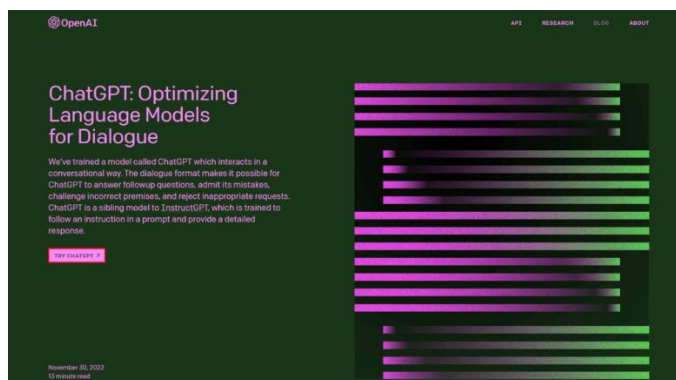 OpenAI
API RESEARCH BLOG ABOUT
ChatGPT: Optimizing
Language Models
for Dialogue
We've trained a model called ChatGPT which interacts in a
conversational way. The dialogue format makes it possible for
ChatGPT to answer followup questions, admit its mistakes,
challenge incorrect premises, and reject inappropriate requests.
ChatGPT is a sibling model to InstructGPT, which is trained to
follow an instruction in a prompt and provide a detailed
response.
TRY CHATGPT ↗
November 30, 2022
13 minute read